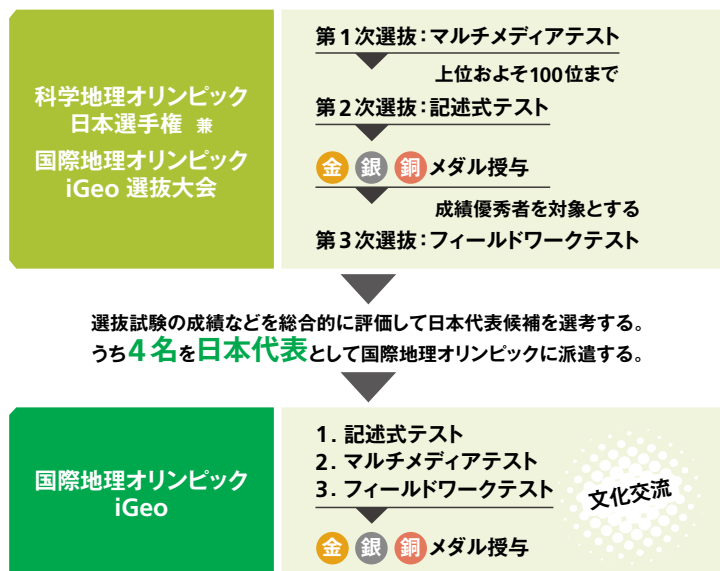 科学地理オリンピック
日本選手権 兼
国際地理オリンピック
iGeo 選抜大会
第1次選抜：マルチメディアテスト
上位およそ100位まで
第2次選抜：記述式テスト
金 銀 銅 メダル授与
成績優秀者を対象とする
第3次選抜：フィールドワークテスト
選抜試験の成績などを総合的に評価して日本代表候補を選考する。
うち4名を日本代表として国際地理オリンピックに派遣する。
国際地理オリンピック
iGeo
1. 記述式テスト
2. マルチメディアテスト
3. フィールドワークテスト
文化交流
金 銀 銅 メダル授与